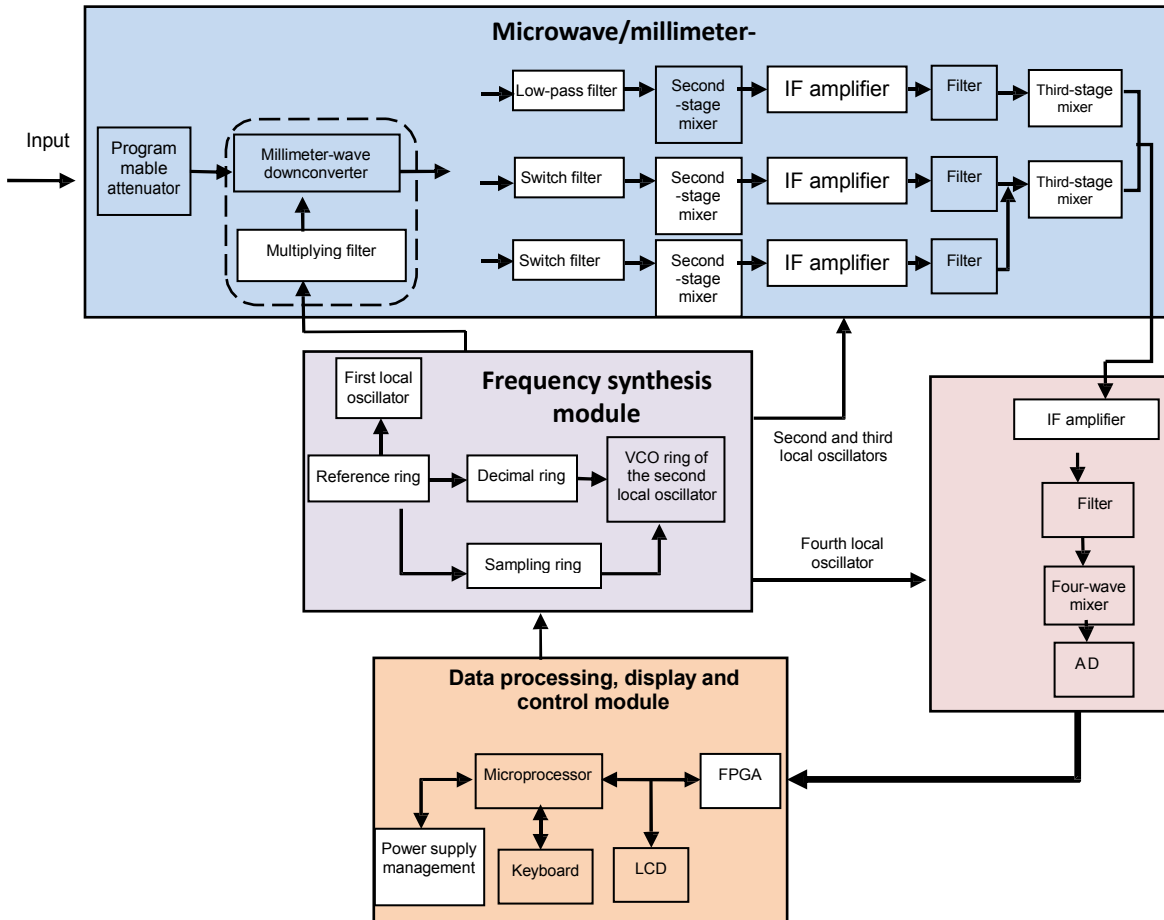 Microwave/millimeter-
Input
Program
mable
attenuator
Millimeter-wave
downconverter
Multiplying filter
Low-pass filter
Second
-stage
mixer
IF amplifier
Filter
Third-stage
mixer
Switch filter
Second
-stage
mixer
IF amplifier
Filter
Third-stage
mixer
Switch filter
Second
-stage
mixer
IF amplifier
Filter
Frequency synthesis
module
First local
oscillator
Reference ring
Decimal ring
VCO ring of
the second
local oscillator
Sampling ring
Second and third
local oscillators
Fourth local
oscillator
IF amplifier
Filter
Four-wave
mixer
AD
Data processing, display and
control module
Microprocessor
FPGA
Power supply
management
Keyboard
LCD